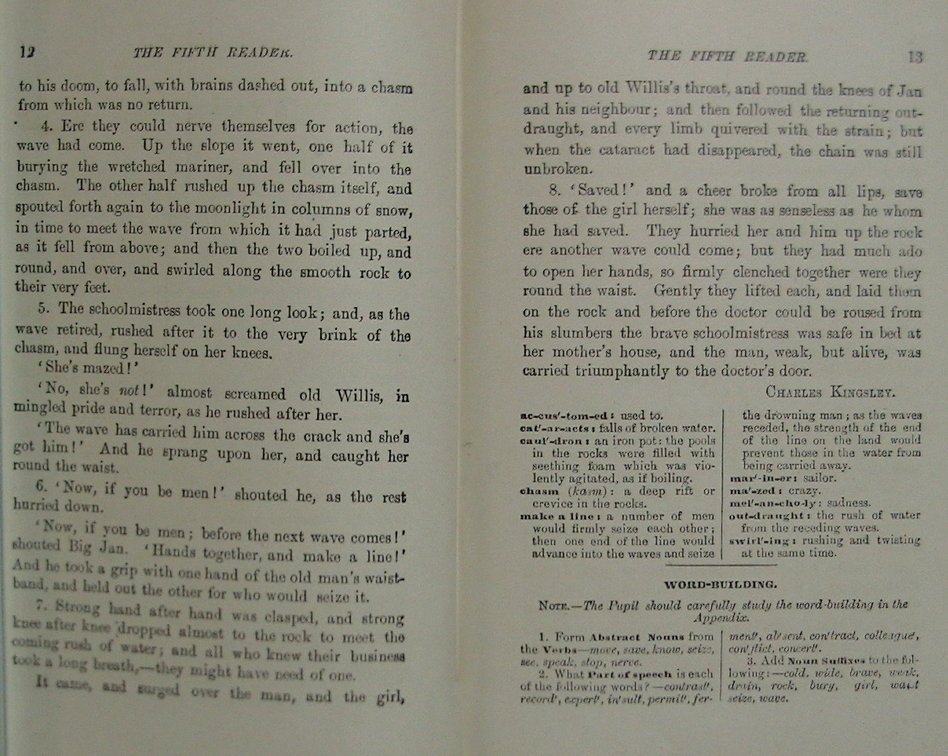 12 THE FIFTH READER.
to his doom, to fall, with brains dashed out, into a chasm
from which was no return.
4. Ere they could nerve themselves for action, the
wave had come. Up the slope it went, one half of it
burying the wretched mariner, and fell over into the
chasm. The other half rushed up the chasm itself, and
spouted forth again to the moonlight in columns of snow,
in time to meet the wave from which it had just parted,
as it fell from above; and then the two boiled up, and
round, and over, and swirled along the smooth rock to
their very feet.
5. The schoolmistress took one long look; and, as the
wave retired, rushed after it to the very brink of the
chasm, and flung herself on her knees.
‘She's mazed!’
‘No, she's not!’ almost screamed old Willis, in
mingled pride and terror, as he rushed after her.
‘The wave has carried him across the crack and she's
got him!’ And he sprang upon her, and caught her
round the waist.
6. ‘Now, if you be men!’ shouted he, as the rest
hurried down.
‘Now, if you be men; before the next wave comes!’
shouted Big Jan. ‘Hands together, and make a line!’
And he took a grip with one hand of the old man's waist-
band, and held out the other for who would seize it.
7. Strong hand after hand was clasped, and strong
knee after knee dropped almost to the rock to meet the
coming rush of water; and all who knew their business
took a long breath,—they might have need of one.
It came, and surged over the man, and the girl,
THE FIFTH READER. 13
and up to old Willis's throat, and round the knees of Jan
and his neighbour; and then followed the returning out-
draught, and every limb quivered with the strain; but
when the cataract had disappeared, the chain was still
unbroken.
8. ‘Saved!’ and a cheer broke from all lips, save
those of the girl herself; she was as senseless as he whom
she had saved. They hurried her and him up the rock
ere another wave could come; but they had much ado
to open her hands, so firmly clenched together were they
round the waist. Gently they lifted each, and laid them
on the rock and before the doctor could be roused from
his slumbers the brave schoolmistress was safe in bed at
her mother's house, and the man, weak, but alive, was
carried triumphantly to the doctor's door.
CHARLES KINGSLEY.
ac-cus′-tom-ed: used to.
cat′-ar-acts: falls of broken water.
caul′-dron: an iron pot: the pools
in the rocks were filled with
seething foam which was vio-
lently agitated, as if boiling.
chasm (kasm): a deep rift or
crevice in the rocks.
make a line: a number of men
would firmly seize each other;
then one end of the line would
advance into the waves and seize
the drowning man; as the waves
receded, the strength of the end
of the line on the land would
prevent those in the water from
being carried away.
mar′-in-er: sailor.
ma′-zed: crazy.
mel′-an-cho-ly: sadness.
out-draught: the rush of water
from the receding waves.
swirl′-ing: rushing and twisting
at the same time.
WORD-BUILDING.
NOTE.—The Pupil should carefully study the word-building in the
Appendix.
1. Form Abstract Nouns from
the Verbs—move, save, know, seize,
see, speak, stop, nerve.
2. What Part of speech is each
of the following words?—contrast′,
record′, expert′, in′sult, permit′, fer-
ment′, ab′sent, con′tract, colleague′,
con′flict, concert′.
3. Add Noun Suffixes to the fol-
lowing:—cold, wide, brave, weak,
drain, rock, bury, girl, waist
seize, wave.